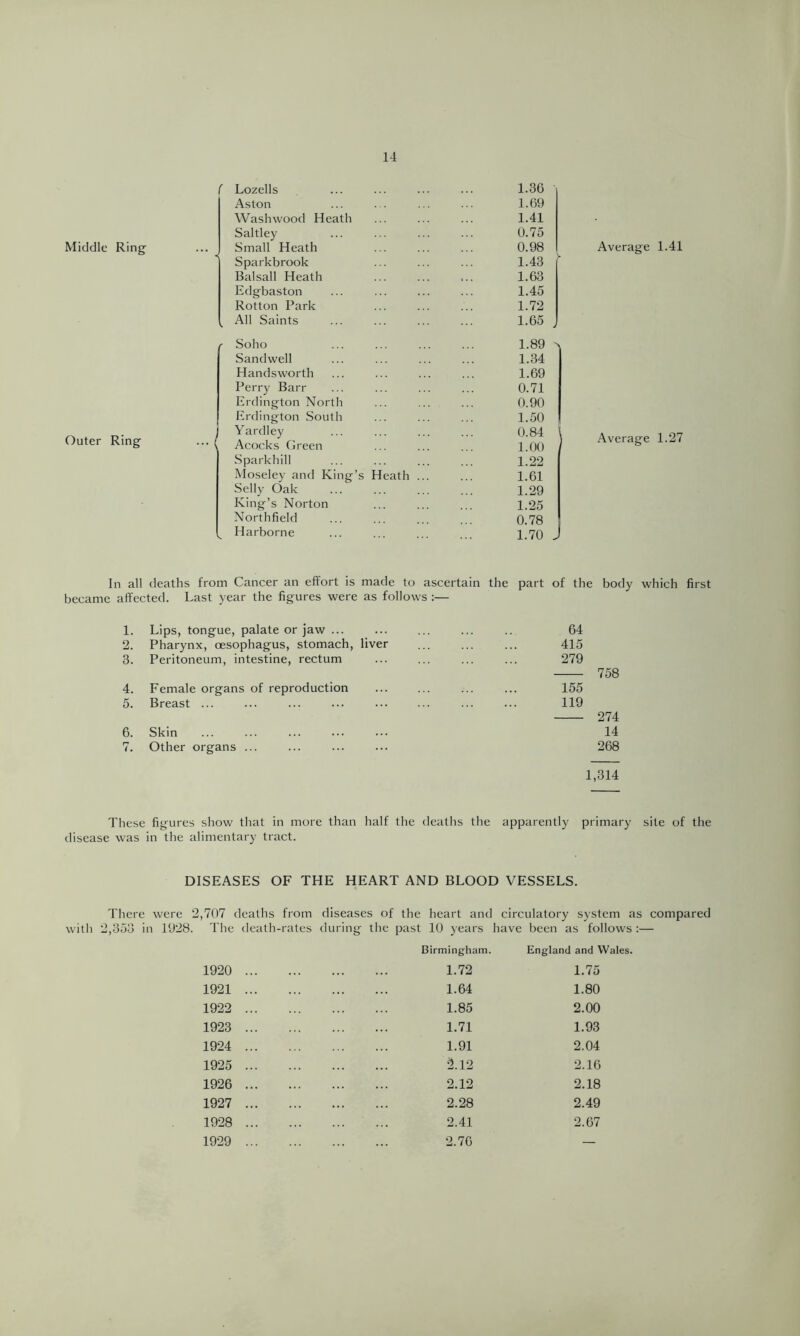 14
Lozells ... ... ... ... 1.36
Aston ... ... ... ... 1.69
Washwood Heath ... ... ... 1.41
Saltley ... ... ... ... 0.75
Middle Ring ... Small Heath ... ... ... 0.98 Average 1.41
Sparkbrook ... ... ... 1.43
Balsall Heath ... ... ... 1.63
Edgbaston ... ... ... ... 1.45
Rotton Park ... ... ... 1.72
All Saints ... ... ... ... 1.65
Soho ... ... ... ... 1.89
Sandwell ... ... ... ... 1.34
Handsworth ... ... ... ... 1.69
Perry Barr ... ... ... ... 0.71
Erdington North ... ... ... 0.90
Erdington South ... ... ... 1.50
Yardley ... ... ... ... 0.84
Outer Ring ... Acocks Green ... ... ... 1.00 Average 1.27
Sparkhill ... ... ... ... 1.22
Moseley and King's Heath ... ... 1.61
Selly Oak ... ... ... ... 1.29
King's Norton ... ... ... 1.25
Northfield ... ... ... ... 0.78
Harborne ... ... ... ... 1.70
In all deaths from Cancer an effort is made to ascertain the part of the body which first
became affected. Last year the figures were as follows :—
1. Lips, tongue, palate or jaw ... ... ... ... .. 64
2. Pharynx, œsophagus, stomach, liver ... ... ... 415
3. Peritoneum, intestine, rectum ... ... ... ... 279
758
4. Female organs of reproduction ... ... ... ... 155
5. Breast ... ... ... ... ... ... ... ... 119
274
6. Skin ... ... ... ... ... 14
7. Other organs ... ... ... ... 268
1,314
These figures show that in more than half the deaths the apparently primary site of the
disease was in the alimentary tract.
DISEASES OF THE HEART AND BLOOD VESSELS.
There were 2,707 deaths from diseases of the heart and circulatory system as compared
with 2,353 in 1928. The death-rates during the past 10 years have been as follows :—
Birmingham. England and Wales.
1920 ... ... ... ... 1.72 1.75
1921 ... ... ... ... 1.64 1.80
1922 ... ... ... ... 1.85 2.00
1923 ... ... ... ... 1.71 1.93
1924 ... ... ... ... 1.91 2.04
1925 ... ... ... ... 2.12 2.16
1926 ... ... ... ... 2.12 2.18
1927 ... ... ... ... 2.28 2.49
1928 ... ... ... ... 2.41 2.67
1929 ... ... ... ... 2.76 —